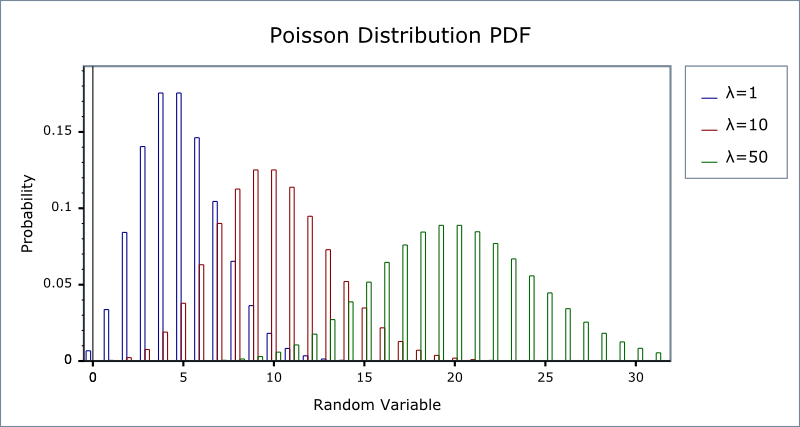 Poisson Distribution PDF
λ=1
λ=10
λ=50
Probability
0.15
0.1
0.05
0
0 5 10 15 20 25 30
Random Variable